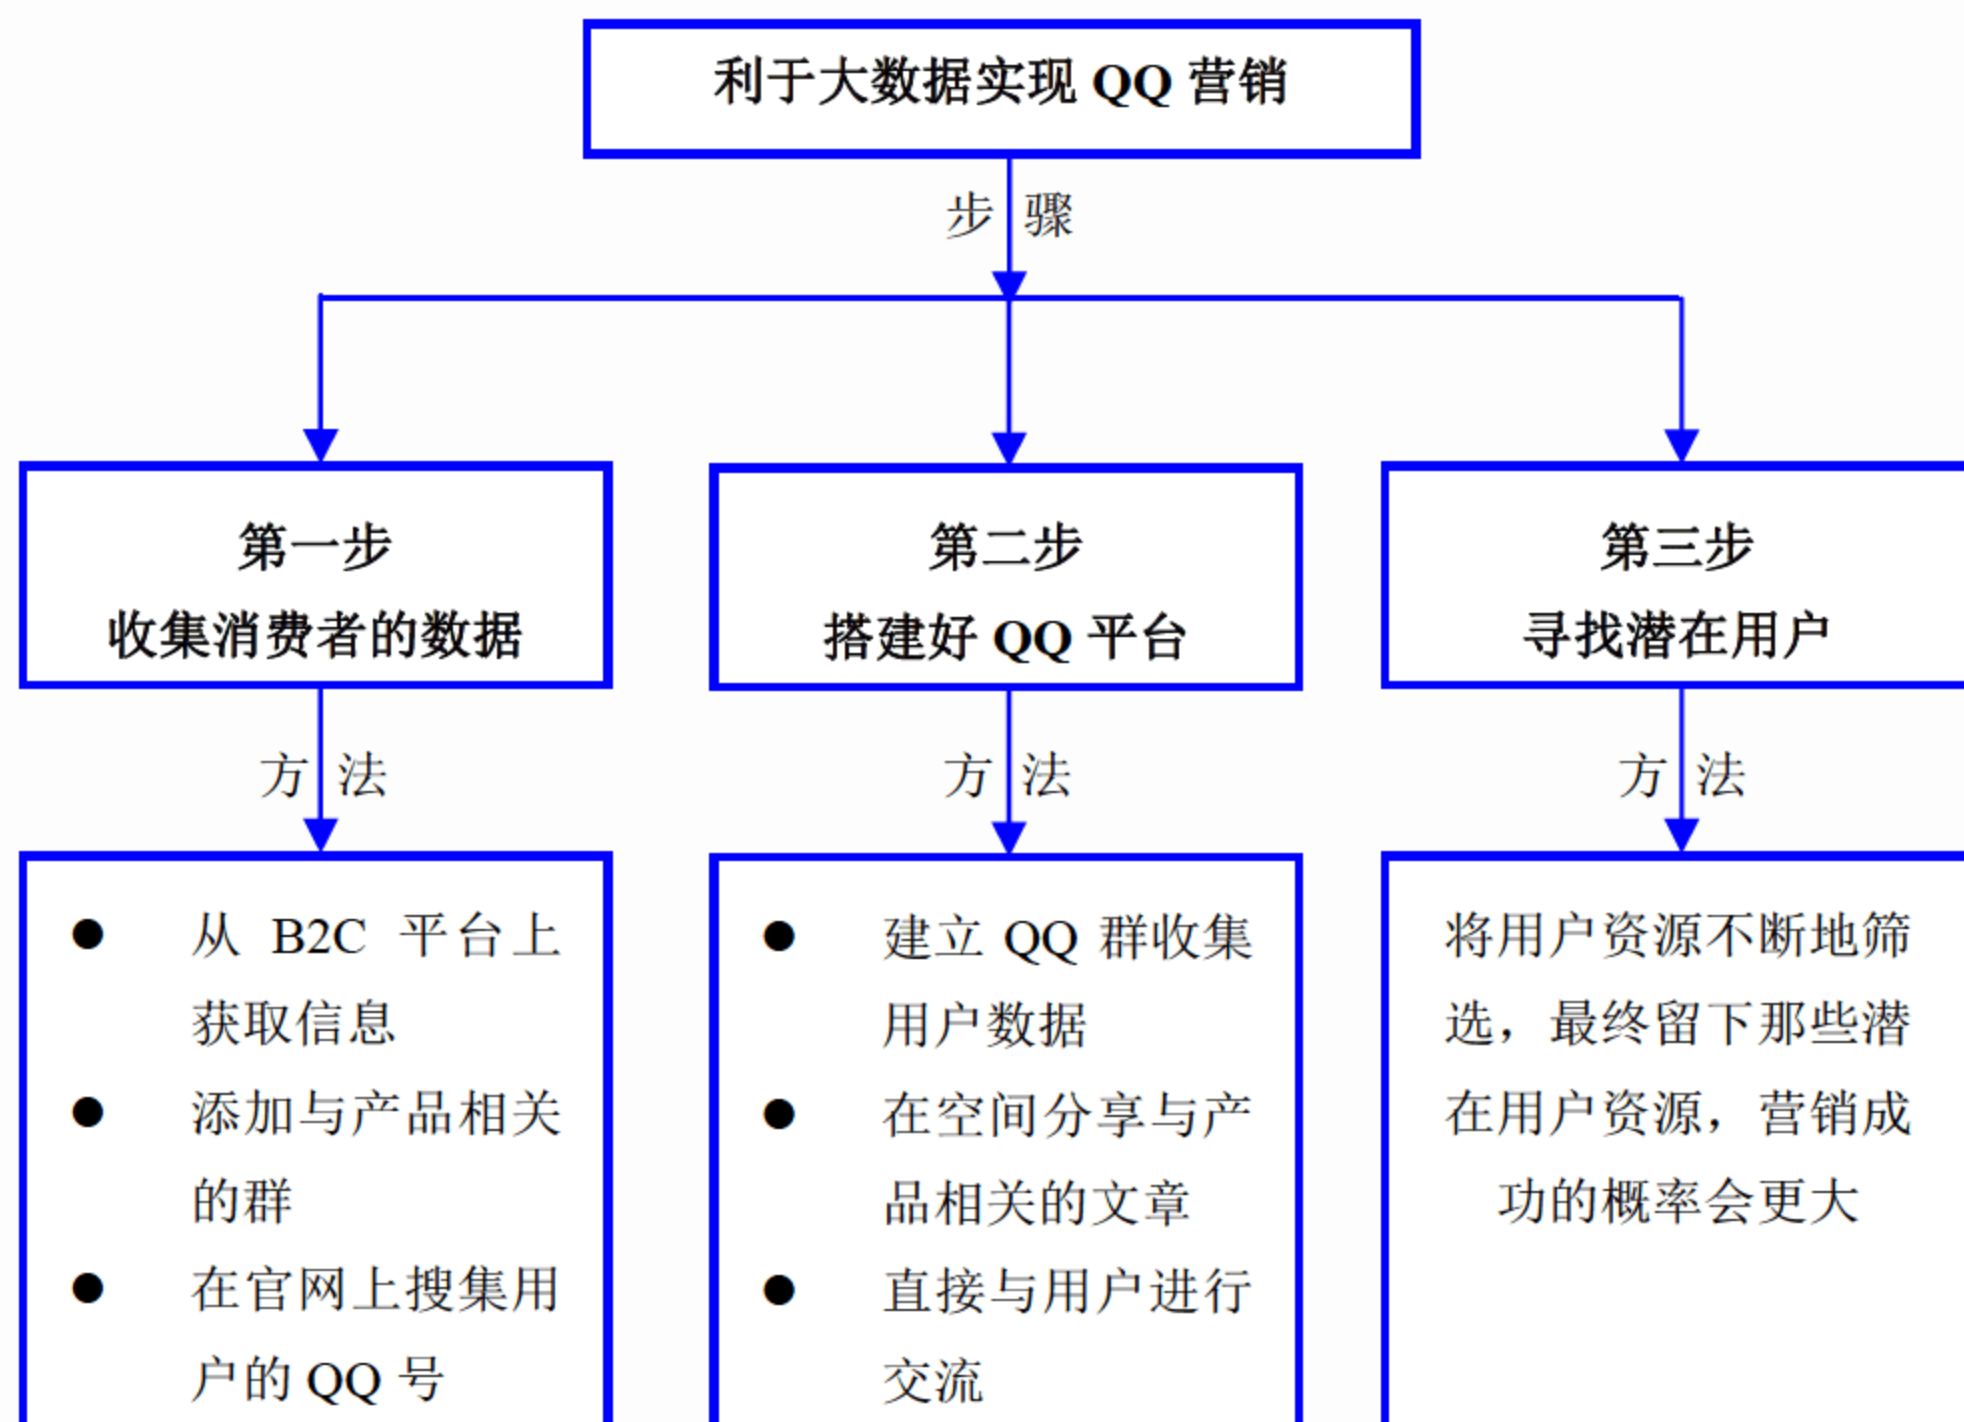 利于大数据实现 QQ 营销
步 骤
第一步
收集消费者的数据
第二步
搭建好 QQ 平台
第三步
寻找潜在用户
方 法
方 法
方 法
● 从 B2C 平台上
获取信息
● 添加与产品相关
的群
● 在官网上搜集用
户的 QQ 号
● 建立 QQ 群收集
用户数据
● 在空间分享与产
品相关的文章
● 直接与用户进行
交流
将用户资源不断地筛
选，最终留下那些潜
在用户资源，营销成
功的概率会更大